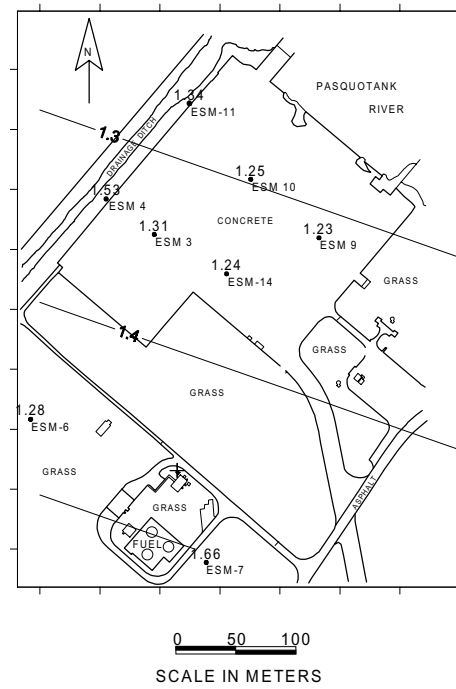 N
PASQUOTANK
RIVER
1.34
ESM-11
1.3
DRAINAGE DITCH
1.25
ESM 10
1.53
ESM 4
1.31
ESM 3
CONCRETE
1.23
ESM 9
1.24
ESM-14
GRASS
1.4
GRASS
GRASS
1.28
ESM-6
GRASS
GRASS
ASPHALT
FUEL
1.66
ESM-7
0 50 100
SCALE IN METERS